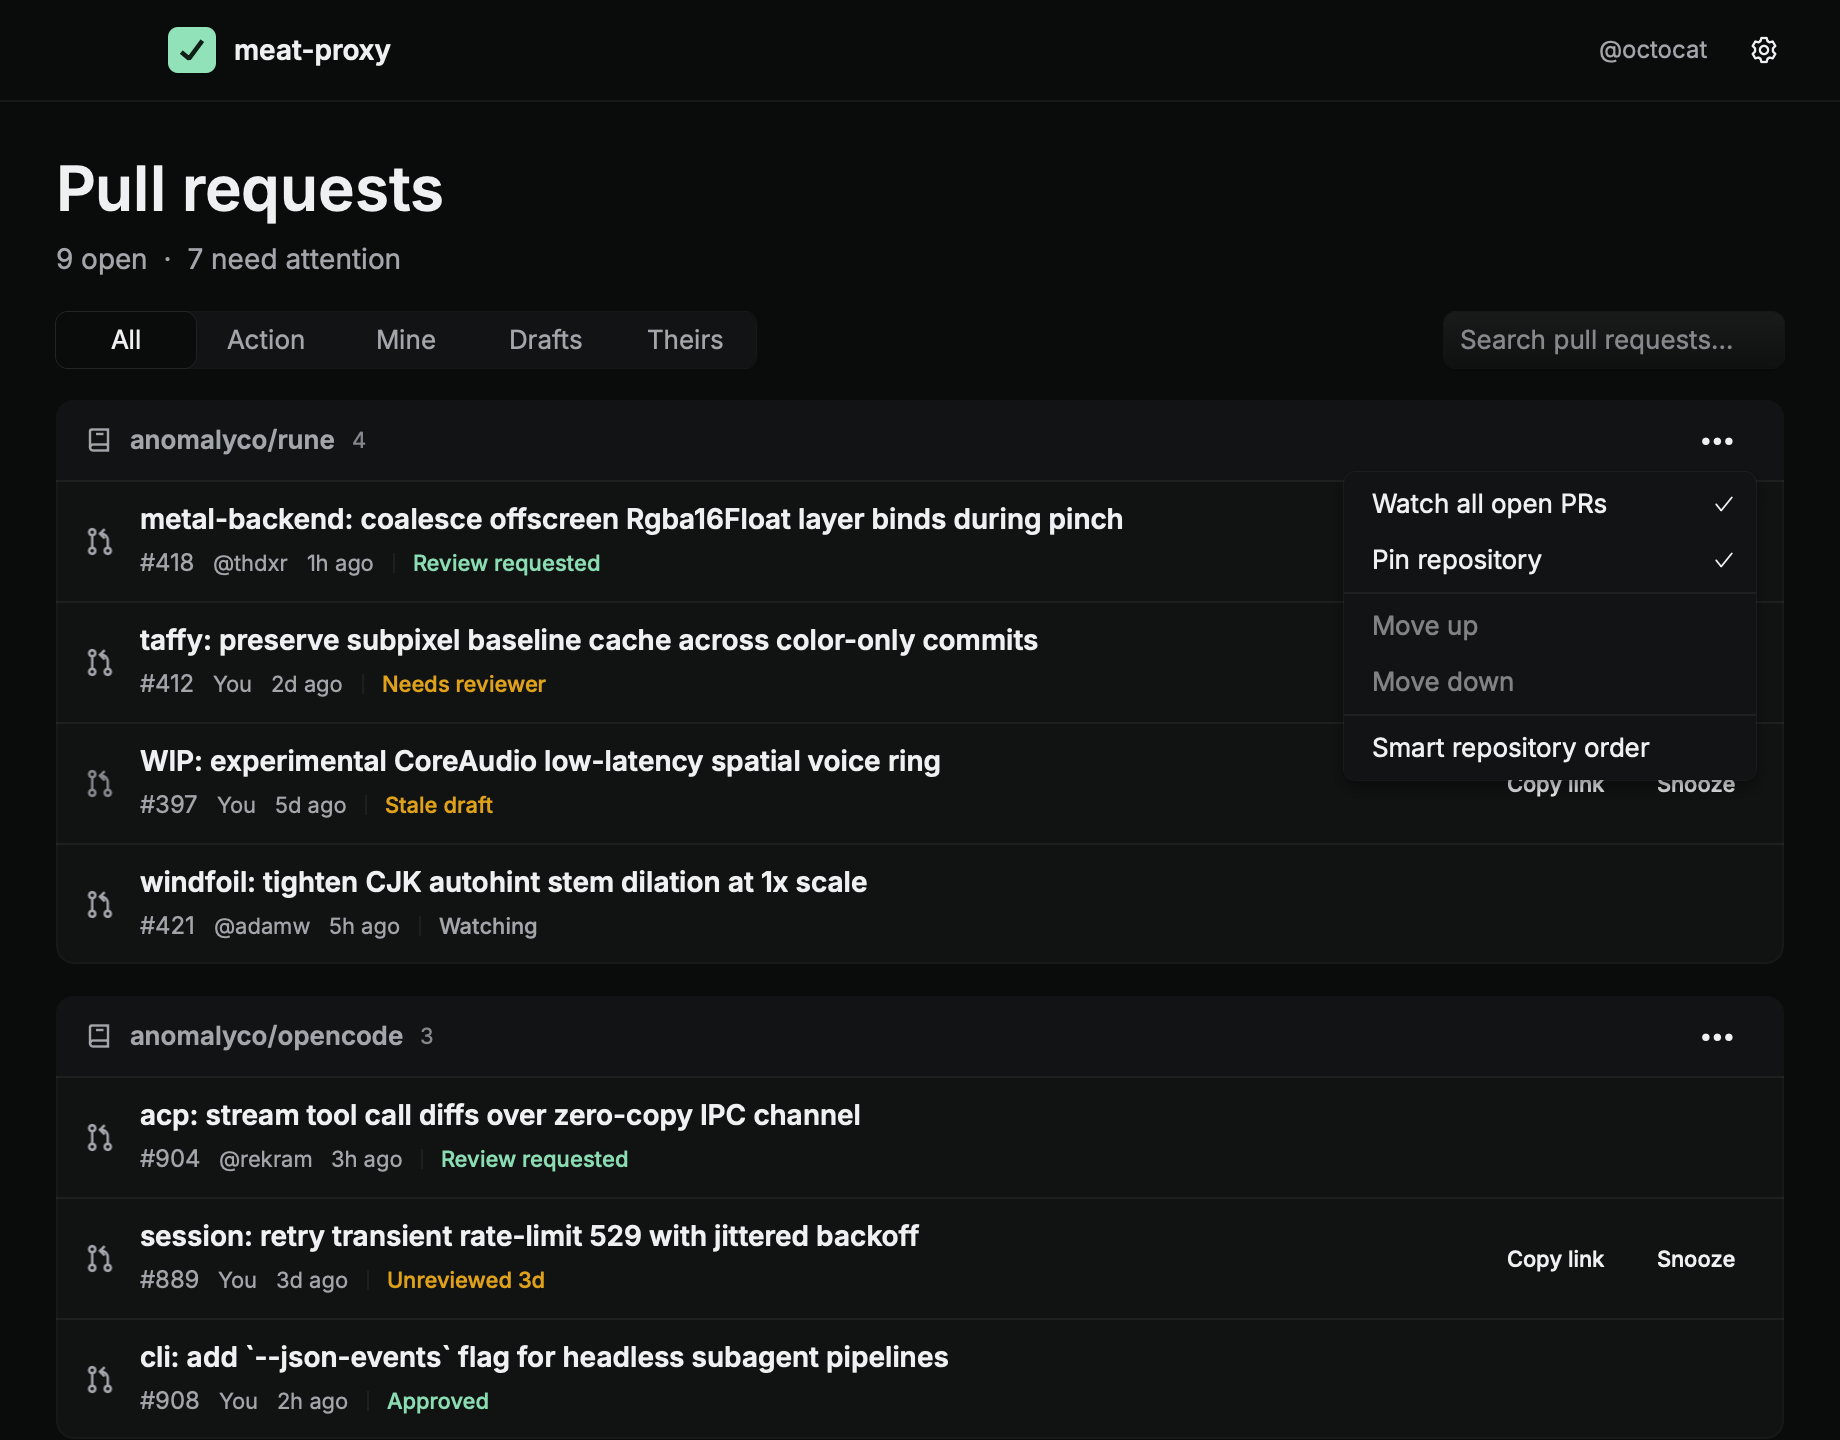 meat-proxy
@octocat
Pull requests
9 open · 7 need attention
All
Action
Mine
Drafts
Theirs
Search pull requests...
anomalyco/rune 4
metal-backend: coalesce offscreen Rgba16Float layer binds during pinch
#418 @thdxr 1h ago Review requested
Watch all open PRs
Pin repository
Move up
Move down
Smart repository order
taffy: preserve subpixel baseline cache across color-only commits
#412 You 2d ago Needs reviewer
WIP: experimental CoreAudio low-latency spatial voice ring
#397 You 5d ago Stale draft
Copy link
Snooze
windfoil: tighten CJK autohint stem dilation at 1x scale
#421 @adamw 5h ago Watching
anomalyco/opencode 3
acp: stream tool call diffs over zero-copy IPC channel
#904 @rekram 3h ago Review requested
session: retry transient rate-limit 529 with jittered backoff
#889 You 3d ago Unreviewed 3d
Copy link
Snooze
cli: add `--json-events` flag for headless subagent pipelines
#908 You 2h ago Approved